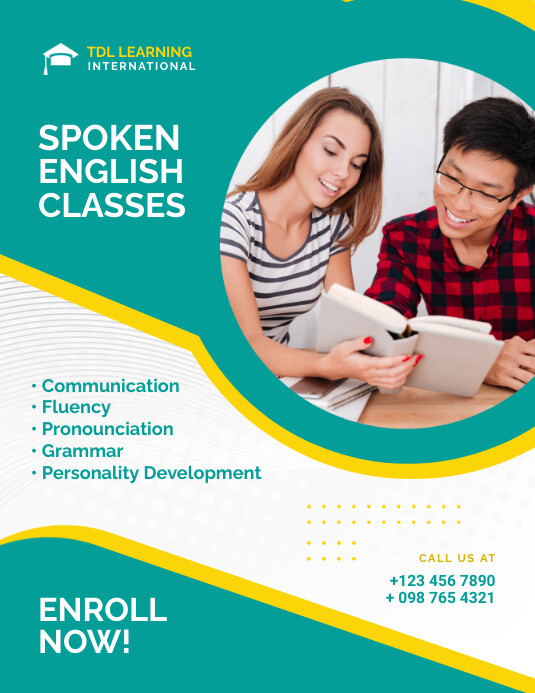 TDL LEARNING
INTERNATIONAL
SPOKEN
ENGLISH
CLASSES
• Communication
• Fluency
• Pronounciation
• Grammar
• Personality Development
CALL US AT
+123 456 7890
+ 098 765 4321
ENROLL
NOW!